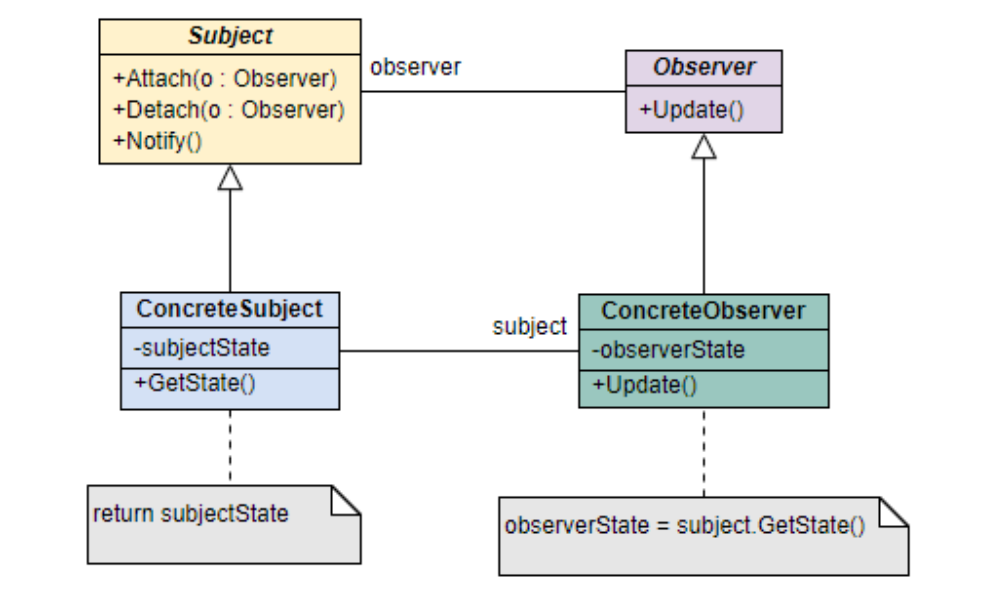 Subject
+Attach(o : Observer)
+Detach(o : Observer)
+Notify()
observer
Observer
+Update()
ConcreteSubject
-subjectState
+GetState()
subject
ConcreteObserver
-observerState
+Update()
return subjectState
observerState = subject.GetState()